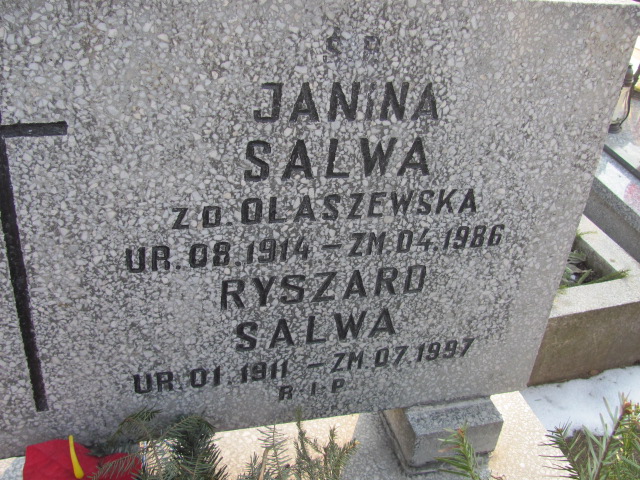 Ś.P.
JANiNA
SALWA
Z D. OLASZEWSKA
UR. 08. 1914 – ZM. 04. 1986
RYSZARD
SALWA
UR. 01. 1911 – ZM 07. 1997
R I P